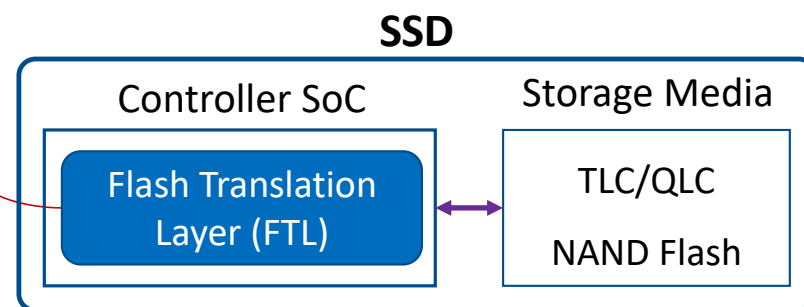 SSD
Controller SoC
Storage Media
Flash Translation
Layer (FTL)
TLC/QLC
NAND Flash